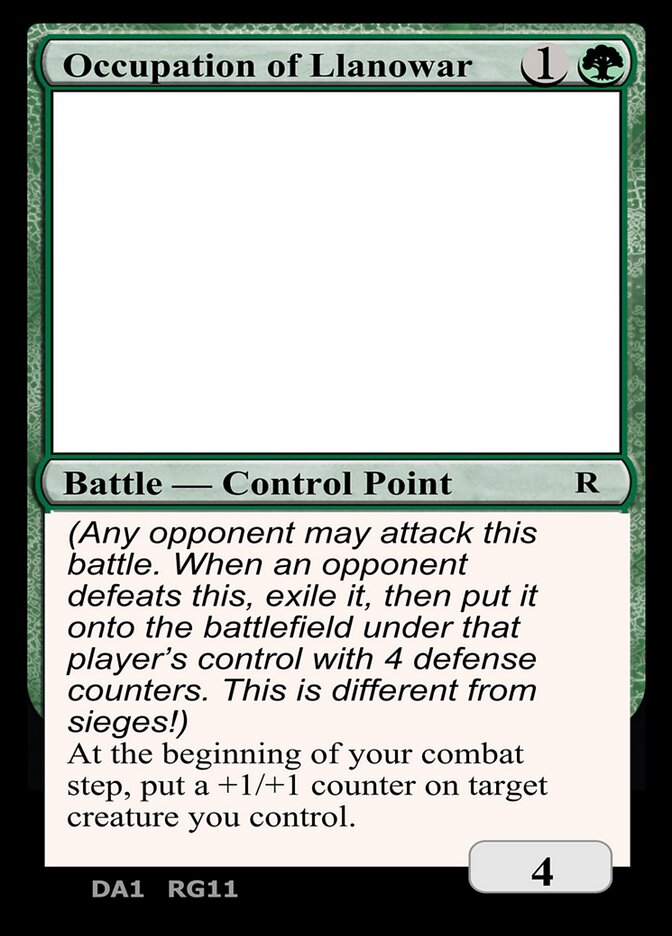 Occupation of Llanowar 1
Battle — Control Point R
(Any opponent may attack this
battle. When an opponent
defeats this, exile it, then put it
onto the battlefield under that
player's control with 4 defense
counters. This is different from
sieges!)
At the beginning of your combat
step, put a +1/+1 counter on target
creature you control.
4
DA1 RG11